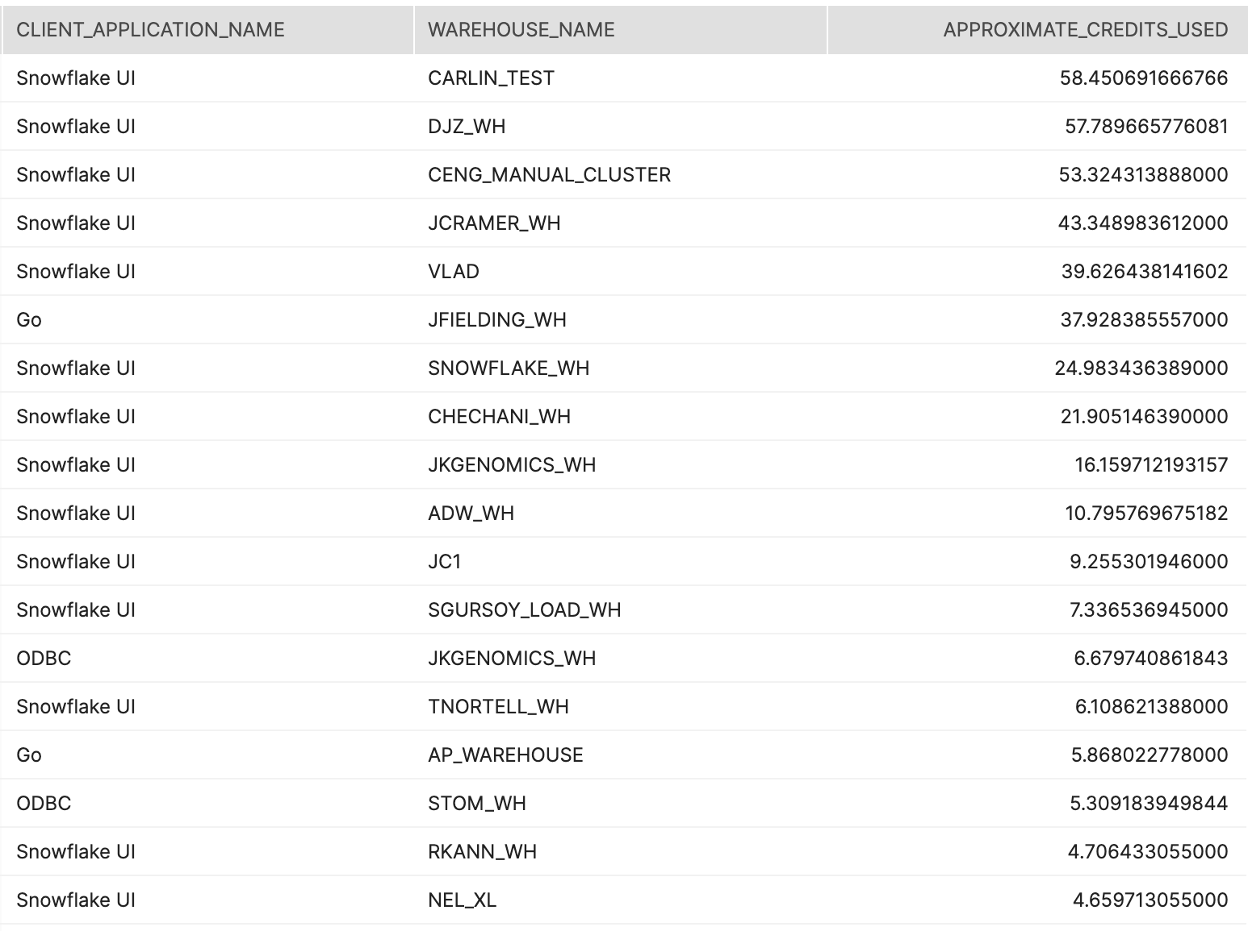 CLIENT_APPLICATION_NAME WAREHOUSE_NAME APPROXIMATE_CREDITS_USED
Snowflake UI CARLIN_TEST 58.450691666766
Snowflake UI DJZ_WH 57.789665776081
Snowflake UI CENG_MANUAL_CLUSTER 53.324313888000
Snowflake UI JCRAMER_WH 43.348983612000
Snowflake UI VLAD 39.626438141602
Go JFIELDING_WH 37.928385557000
Snowflake UI SNOWFLAKE_WH 24.983436389000
Snowflake UI CHECHANI_WH 21.905146390000
Snowflake UI JKGENOMICS_WH 16.159712193157
Snowflake UI ADW_WH 10.795769675182
Snowflake UI JC1 9.255301946000
Snowflake UI SGURSOY_LOAD_WH 7.336536945000
ODBC JKGENOMICS_WH 6.679740861843
Snowflake UI TNORTELL_WH 6.108621388000
Go AP_WAREHOUSE 5.868022778000
ODBC STOM_WH 5.309183949844
Snowflake UI RKANN_WH 4.706433055000
Snowflake UI NEL_XL 4.659713055000